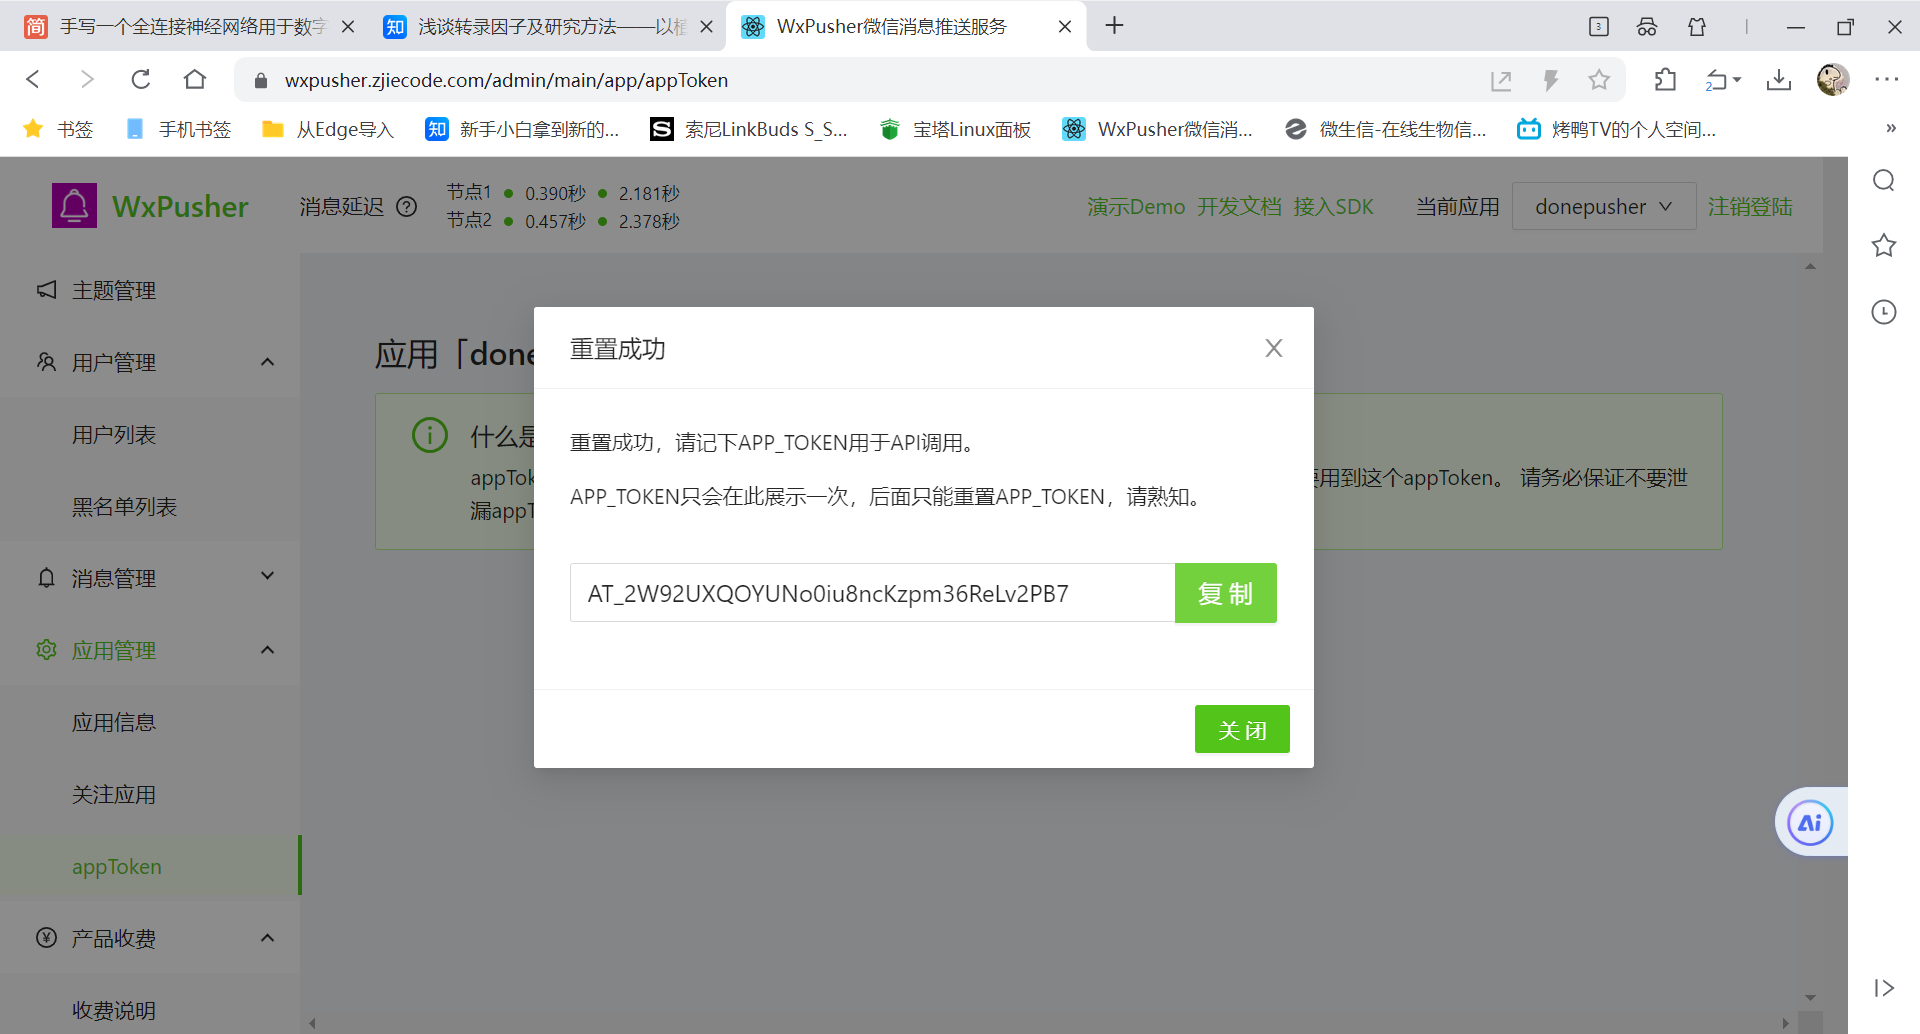 手写一个全连接神经网络用于数字
浅谈转录因子及研究方法——以植
WxPusher微信消息推送服务
3
wxpusher.zjiecode.com/admin/main/app/appToken
2
书签
手机书签
从Edge导入
新手小白拿到新的...
索尼LinkBuds S_S...
宝塔Linux面板
WxPusher微信消...
微生信-在线生物信...
烤鸭TV的个人空间...
WxPusher
消息延迟
节点1 0.390秒 2.181秒
节点2 0.457秒 2.378秒
演示Demo 开发文档 接入SDK
当前应用
donepusher
注销登陆
主题管理
用户管理
用户列表
黑名单列表
消息管理
应用管理
应用信息
关注应用
appToken
产品收费
收费说明
应用「done
什么是
appTok
要用到这个appToken。 请务必保证不要泄
漏appT
重置成功
重置成功，请记下APP_TOKEN用于API调用。
APP_TOKEN只会在此展示一次，后面只能重置APP_TOKEN，请熟知。
AT_2W92UXQOYUNo0iu8ncKzpm36ReLv2PB7
复 制
关 闭
Ai